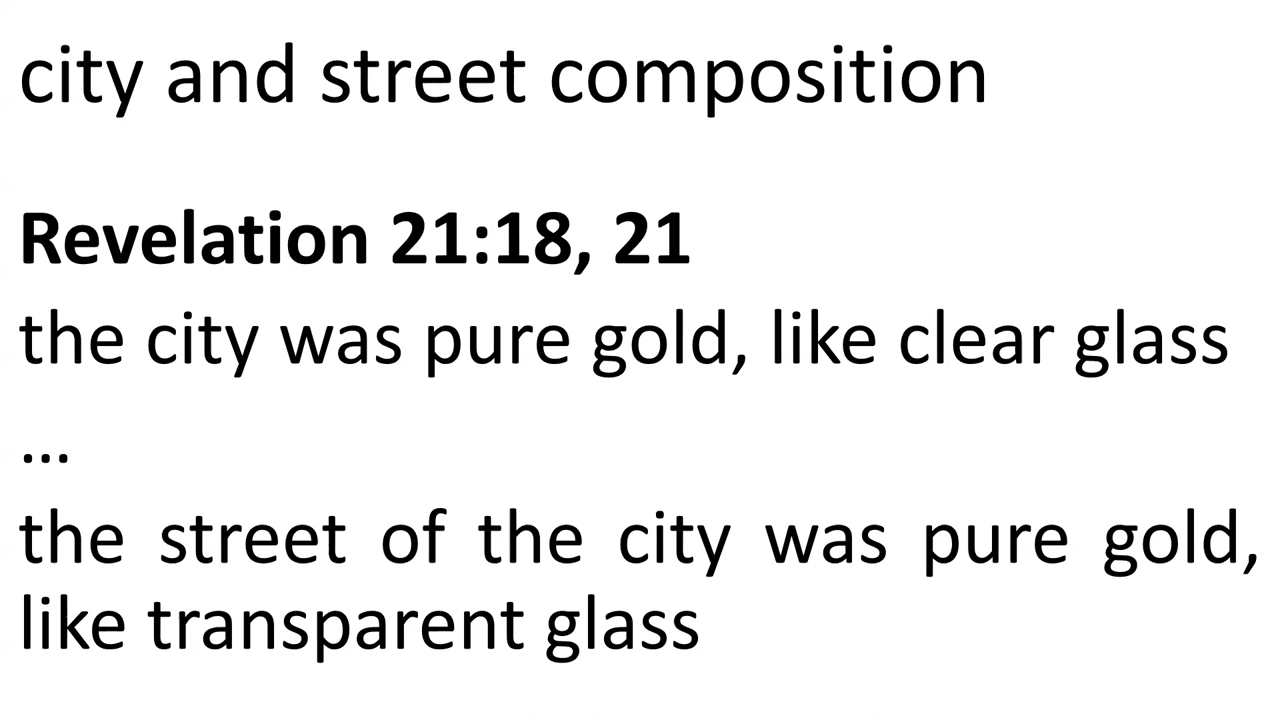 city and street composition
Revelation 21:18, 21
the city was pure gold, like clear glass
...
the street of the city was pure gold,
like transparent glass